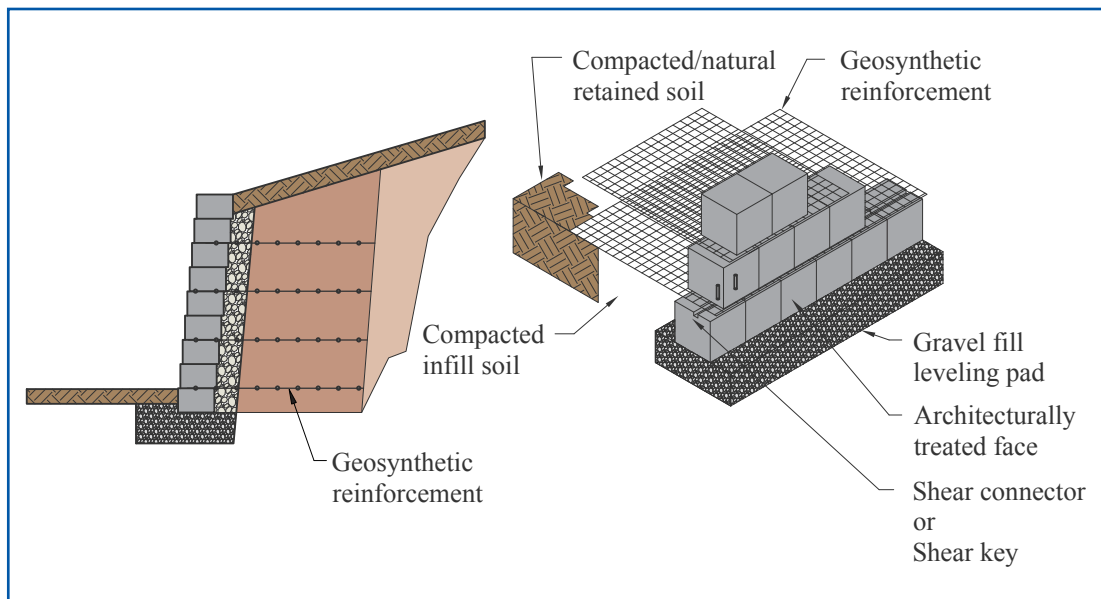 Compacted/natural
retained soil
Geosynthetic
reinforcement
Compacted
infill soil
Gravel fill
leveling pad
Architecturally
treated face
Geosynthetic
reinforcement
Shear connector
or
Shear key